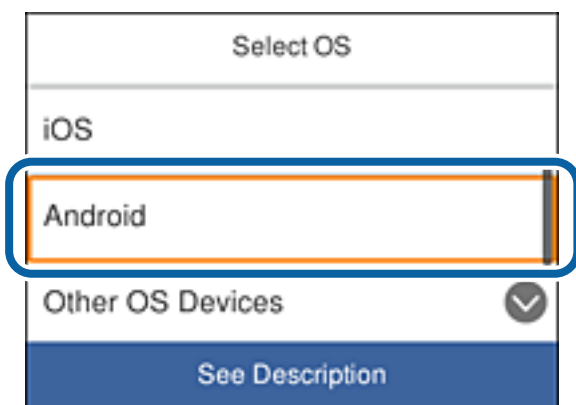 Select OS
iOS
Android
Other OS Devices
See Description